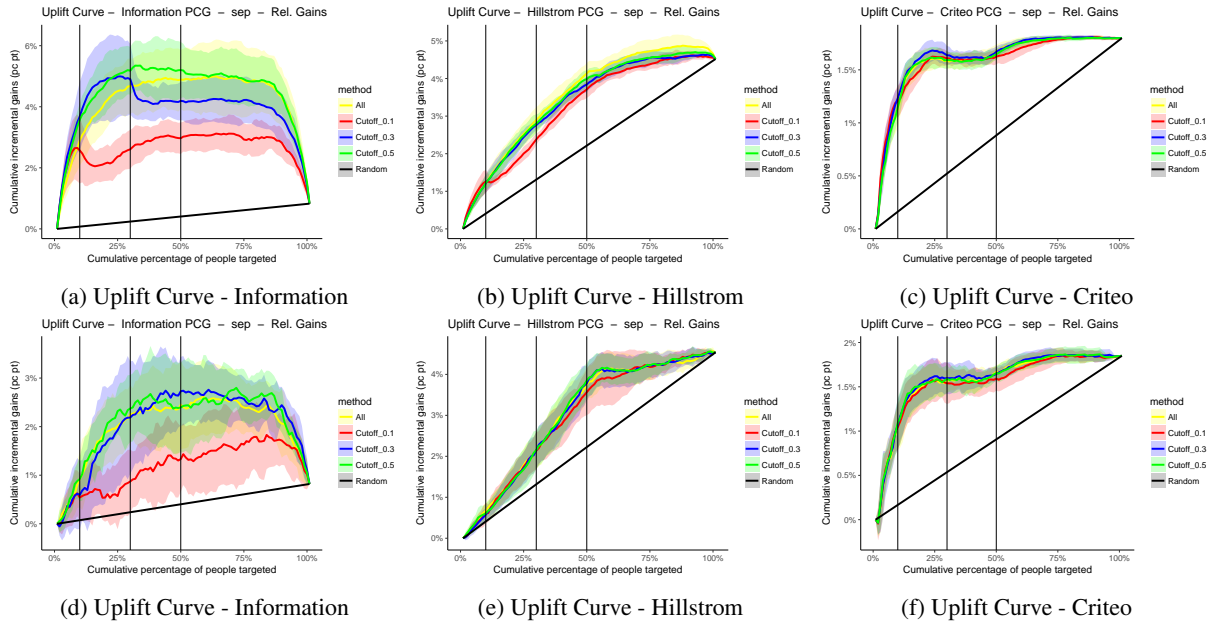 Uplift Curve – Information PCG – sep – Rel. Gains
Cumulative incremental gains (pc pt)
6%
4%
2%
0%
0%
25%
50%
75%
100%
Cumulative percentage of people targeted
method
All
Cutoff_0.1
Cutoff_0.3
Cutoff_0.5
Random
(a) Uplift Curve - Information
Uplift Curve – Hillstrom PCG – sep – Rel. Gains
Cumulative incremental gains (pc pt)
5%
4%
3%
2%
1%
0%
0%
25%
50%
75%
100%
Cumulative percentage of people targeted
method
All
Cutoff_0.1
Cutoff_0.3
Cutoff_0.5
Random
(b) Uplift Curve - Hillstrom
Uplift Curve – Criteo PCG – sep – Rel. Gains
Cumulative incremental gains (pc pt)
1.5%
1%
0.5%
0%
0%
25%
50%
75%
100%
Cumulative percentage of people targeted
method
All
Cutoff_0.1
Cutoff_0.3
Cutoff_0.5
Random
(c) Uplift Curve - Criteo
Uplift Curve – Information PCG – sep – Rel. Gains
Cumulative incremental gains (pc pt)
3%
2%
1%
0%
0%
25%
50%
75%
100%
Cumulative percentage of people targeted
method
All
Cutoff_0.1
Cutoff_0.3
Cutoff_0.5
Random
(d) Uplift Curve - Information
Uplift Curve – Hillstrom PCG – sep – Rel. Gains
Cumulative incremental gains (pc pt)
4%
3%
2%
1%
0%
0%
25%
50%
75%
100%
Cumulative percentage of people targeted
method
All
Cutoff_0.1
Cutoff_0.3
Cutoff_0.5
Random
(e) Uplift Curve - Hillstrom
Uplift Curve – Criteo PCG – sep – Rel. Gains
Cumulative incremental gains (pc pt)
2%
1.5%
1%
0.5%
0%
0%
25%
50%
75%
100%
Cumulative percentage of people targeted
method
All
Cutoff_0.1
Cutoff_0.3
Cutoff_0.5
Random
(f) Uplift Curve - Criteo